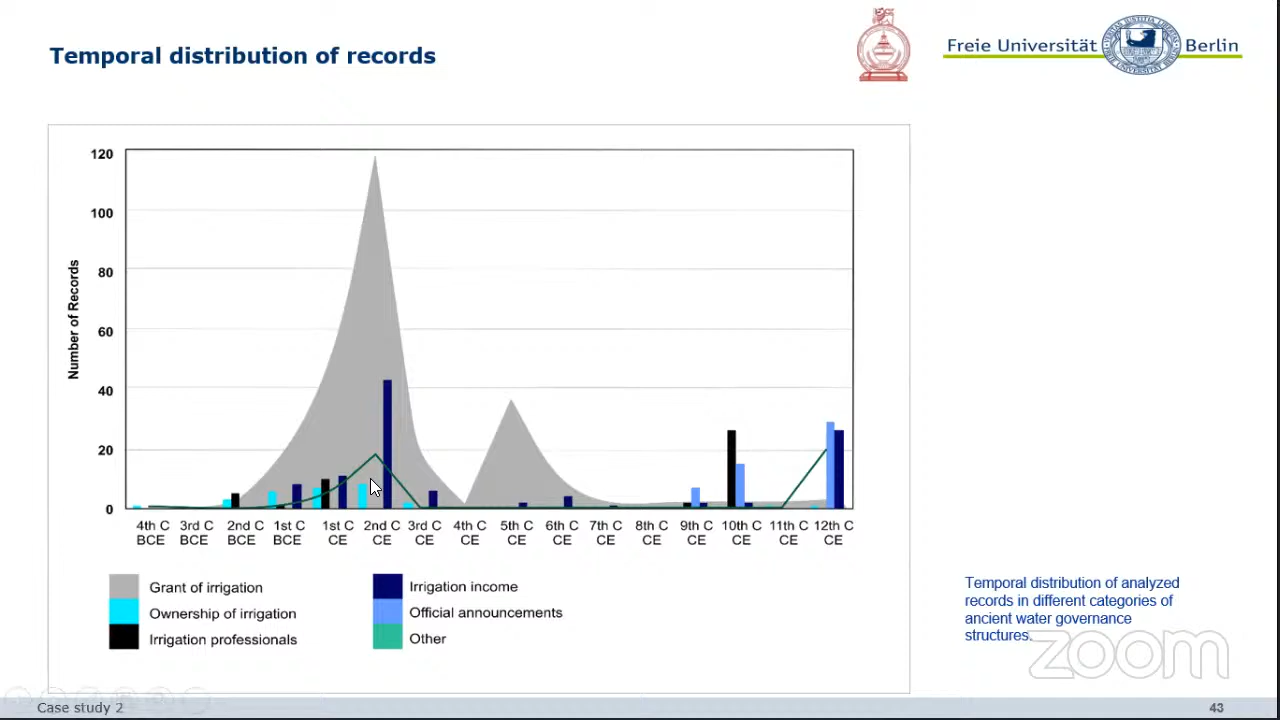 Temporal distribution of records
Freie Universität Berlin
120
100
80
60
40
20
0
Number of Records
4th C BCE
3rd C BCE
2nd C BCE
1st C BCE
1st C CE
2nd C CE
3rd C CE
4th C CE
5th C CE
6th C CE
7th C CE
8th C CE
9th C CE
10th C CE
11th C CE
12th C CE
Grant of irrigation
Ownership of irrigation
Irrigation professionals
Irrigation income
Official announcements
Other
Temporal distribution of analyzed
records in different categories of
ancient water governance
structures.
zoom
Case study 2
43